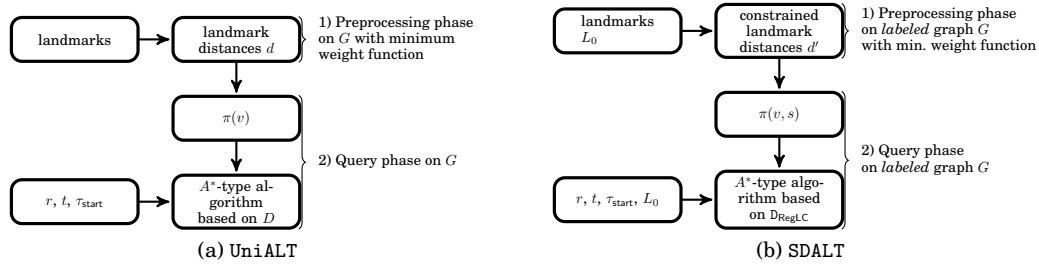 landmarks
landmark
distances d
1) Preprocessing phase
on G with minimum
weight function
π(v)
2) Query phase on G
r, t, τstart
A*-type al-
gorithm
based on D
(a) UniALT
landmarks
L0
constrained
landmark
distances d′
1) Preprocessing phase
on labeled graph G
with min. weight function
π(v, s)
2) Query phase
on labeled graph G
r, t, τstart, L0
A*-type algo-
rithm based
on DRegLC
(b) SDALT